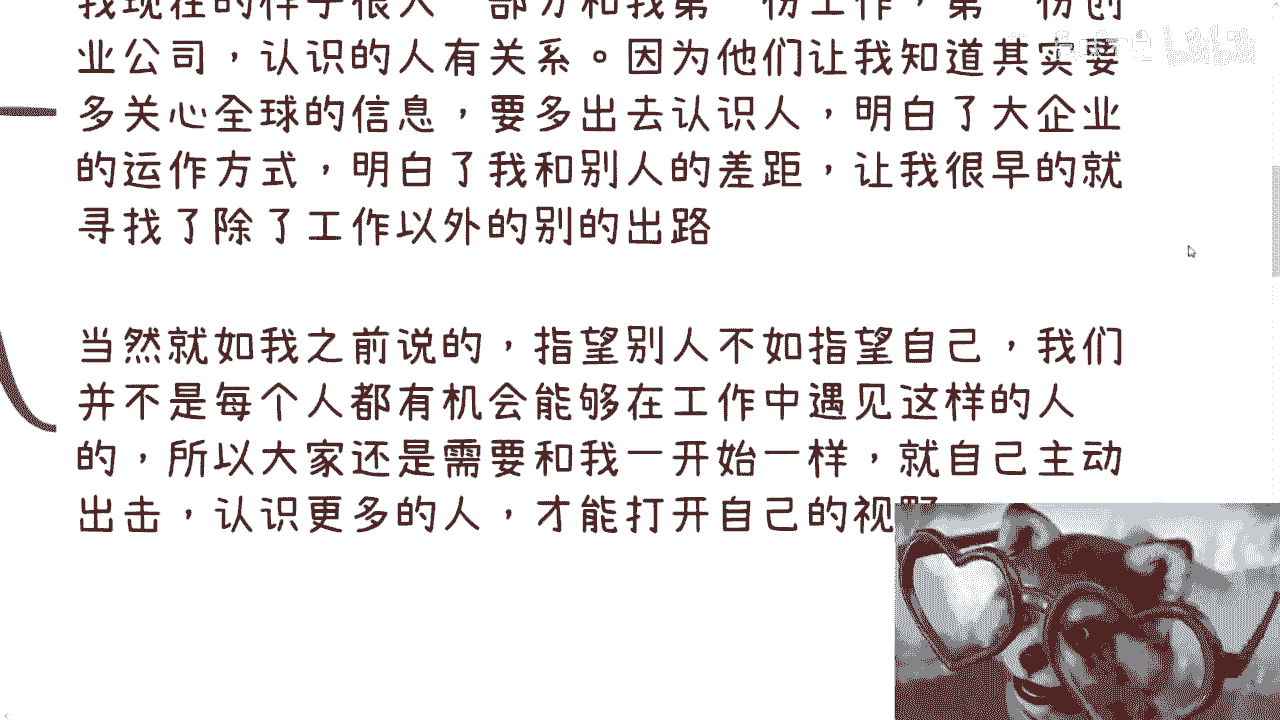 我现在的样子很大一部分和我第一份工作，第一份创
业公司，认识的人有关系。因为他们让我知道其实要
多关心全球的信息，要多出去认识人，明白了大企业
的运作方式，明白了我和别人的差距，让我很早的就
寻找了除了工作以外的别的出路
当然就如我之前说的，指望别人不如指望自己，我们
并不是每个人都有机会能够在工作中遇见这样的人
的，所以大家还是需要和我一开始一样，就自己主动
出击，认识更多的人，才能打开自己的视野